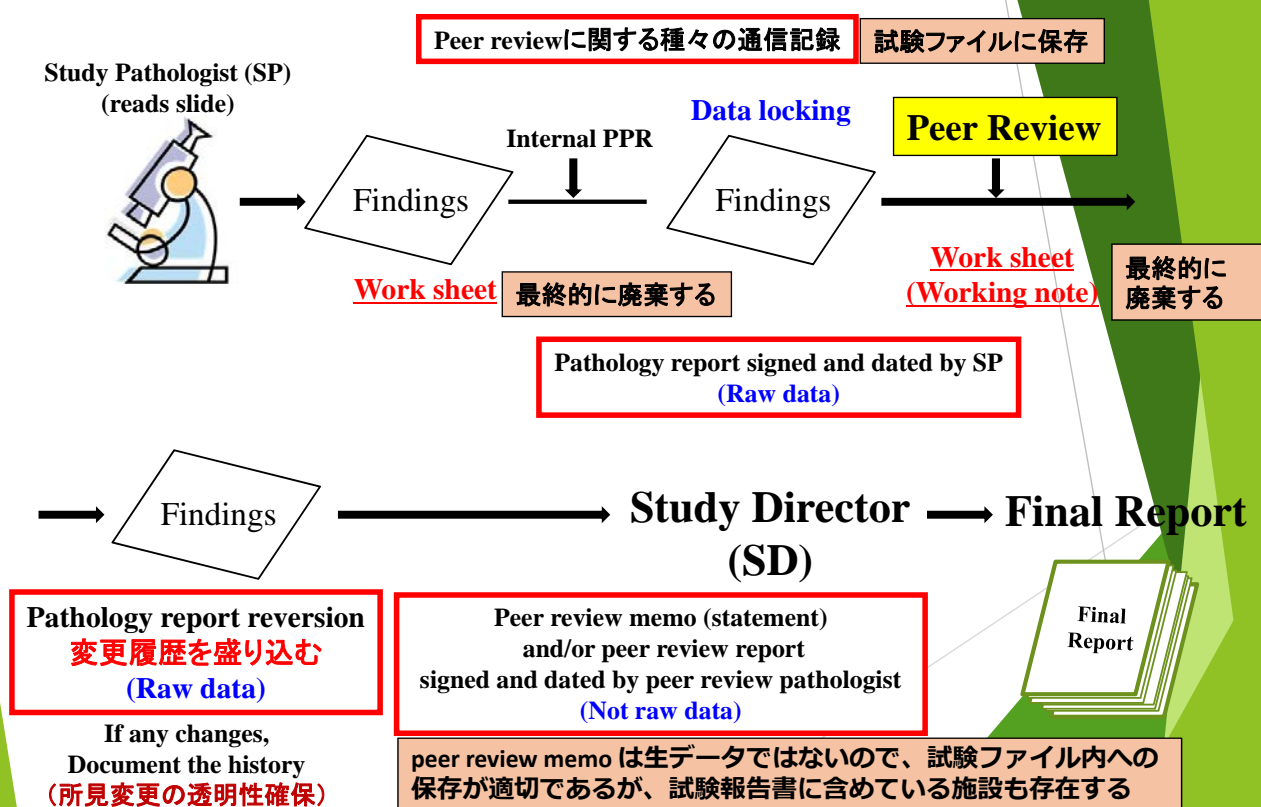 Peer reviewに関する種々の通信記録
試験ファイルに保存
Study Pathologist (SP)
(reads slide)
Data locking
Peer Review
Internal PPR
Findings
Findings
Work sheet
最終的に廃棄する
Work sheet
(Working note)
最終的に
廃棄する
Pathology report signed and dated by SP
(Raw data)
Findings
Study Director
(SD)
Final Report
Final
Report
Pathology report reversion
変更履歴を盛り込む
(Raw data)
Peer review memo (statement)
and/or peer review report
signed and dated by peer review pathologist
(Not raw data)
If any changes,
Document the history
（所見変更の透明性確保）
peer review memo は生データではないので、試験ファイル内への
保存が適切であるが、試験報告書に含めている施設も存在する